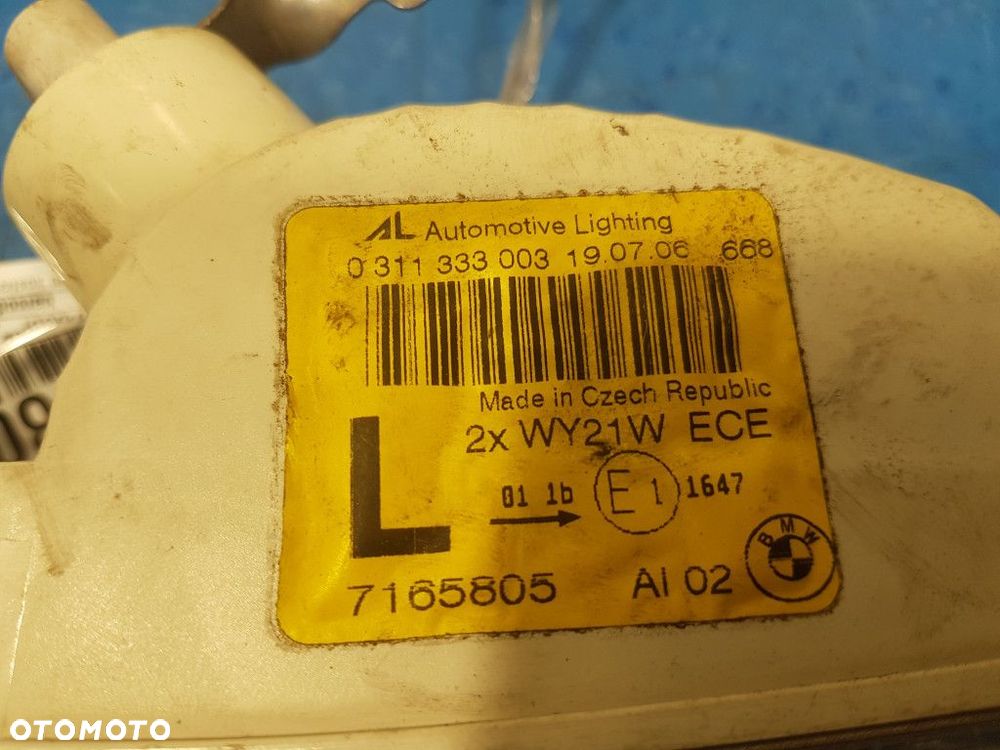 AL Automotive Lighting
0 311 333 003 19.07.06 668
Made in Czech Republic
2x WY21W ECE
L
01 1b E1 1647
BMW
7165805 AI 02
OTOMOTO